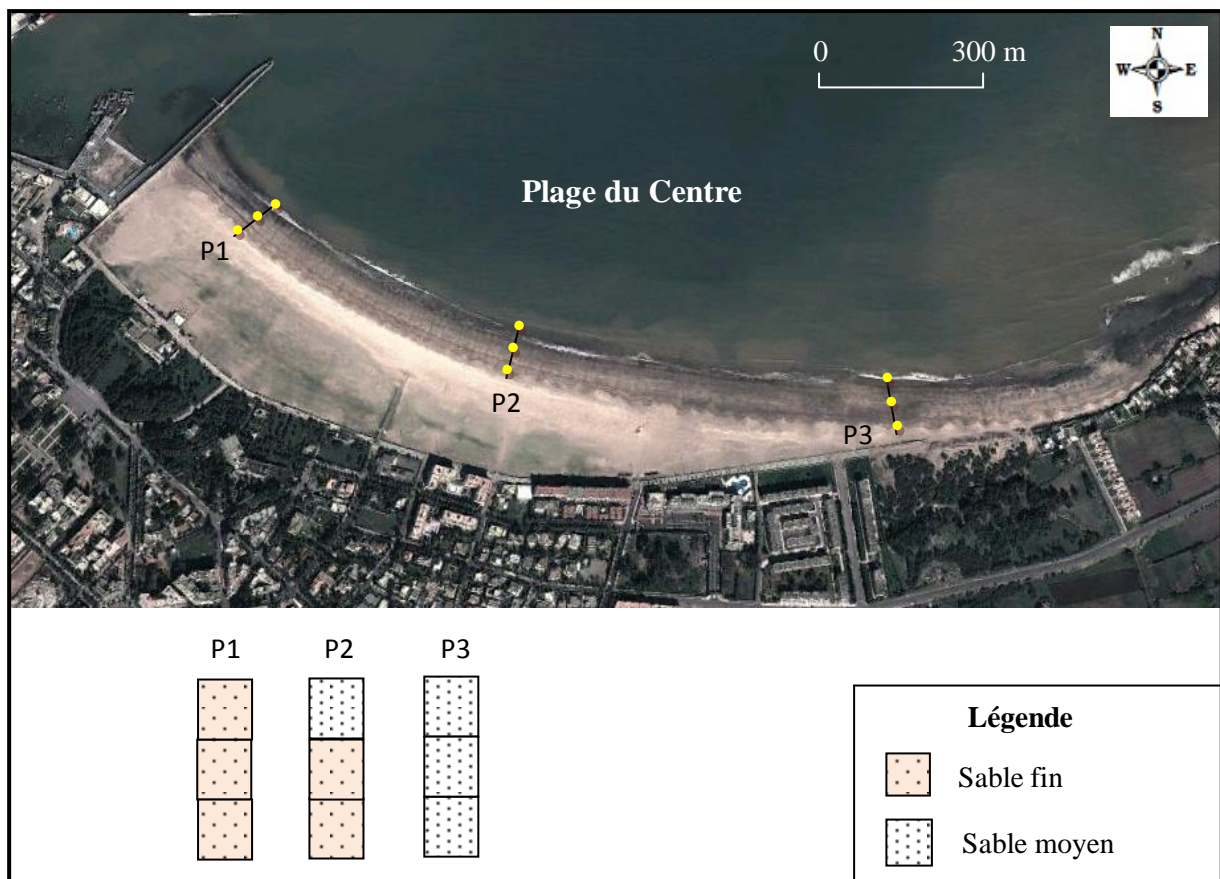 N
0 300 m
W E
S
Plage du Centre
P1
P2
P3
P1 P2 P3
Légende
Sable fin
Sable moyen